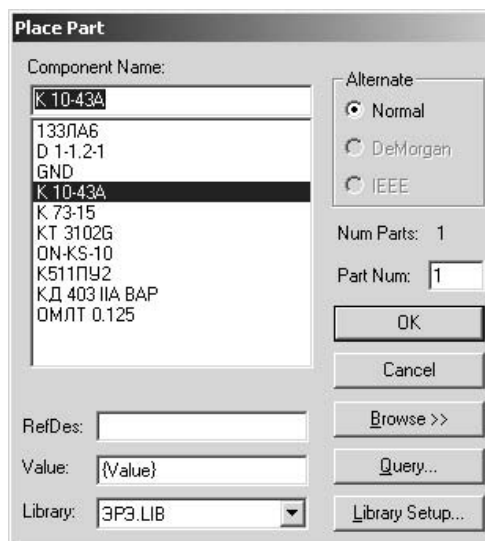 Place Part
Component Name:
К 10-43А
133ЛА6
D 1-1.2-1
GND
К 10-43А
К 73-15
КТ 3102G
ON-KS-10
К511ПУ2
КД 403 IIA ВАР
ОМЛТ 0.125
RefDes:
Value: {Value}
Library: ЭРЭ.LIB
Alternate
Normal
DeMorgan
IEEE
Num Parts: 1
Part Num: 1
OK
Cancel
Browse >>
Query...
Library Setup...